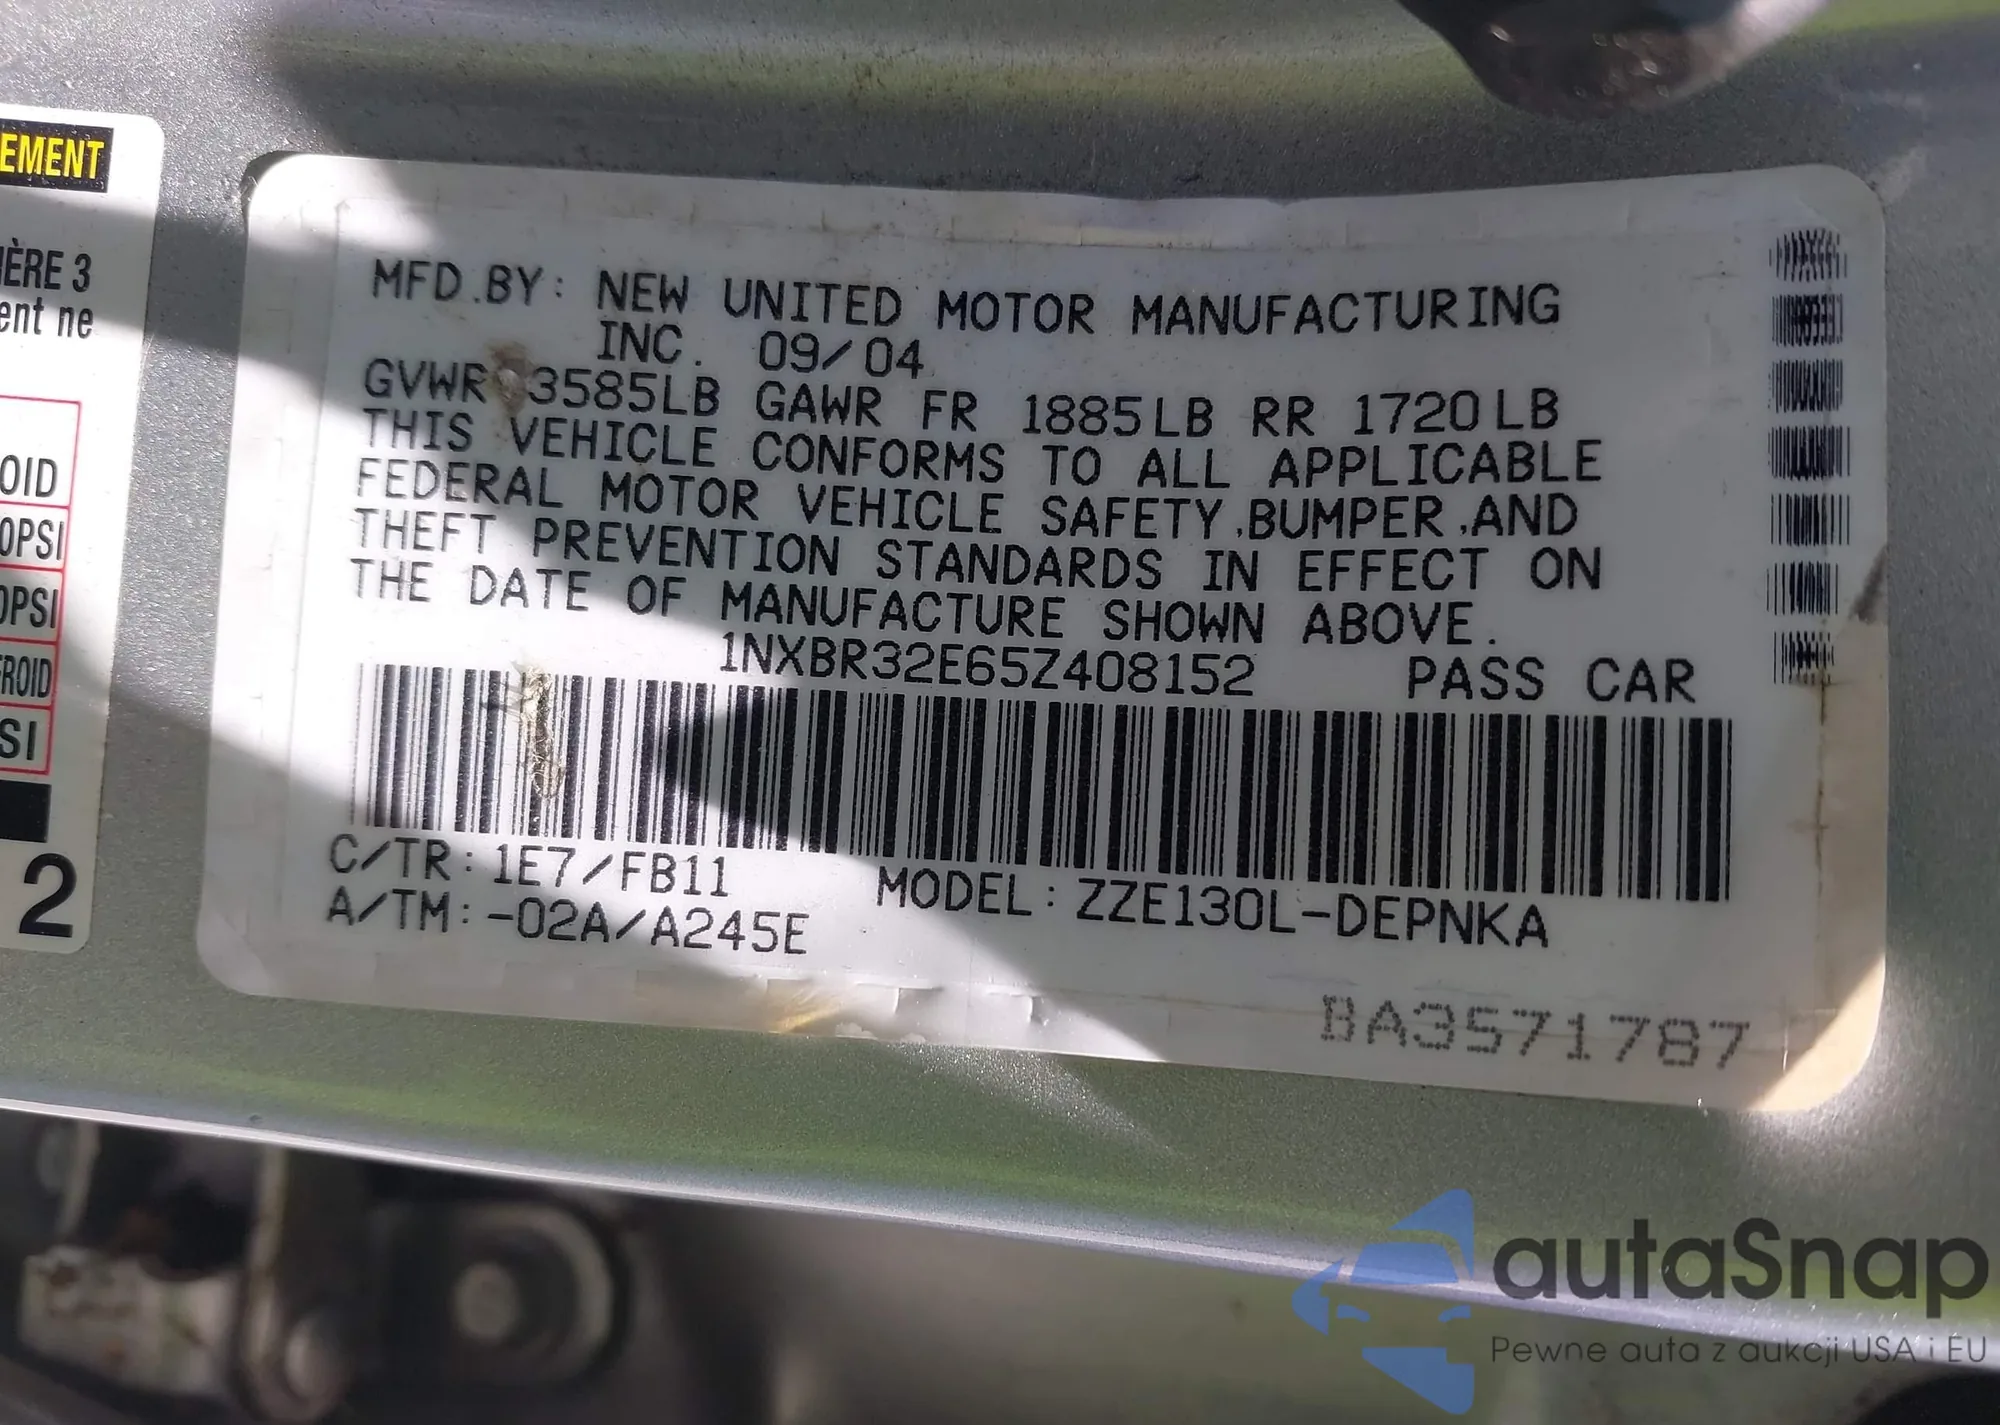 EMENT
IÈRE 3
ent ne
OID
0PSI
0PSI
ROID
SI
2
MFD.BY: NEW UNITED MOTOR MANUFACTURING
INC. 09/04
GVWR 3585LB GAWR FR 1885LB RR 1720LB
THIS VEHICLE CONFORMS TO ALL APPLICABLE
FEDERAL MOTOR VEHICLE SAFETY,BUMPER,AND
THEFT PREVENTION STANDARDS IN EFFECT ON
THE DATE OF MANUFACTURE SHOWN ABOVE.
1NXBR32E65Z408152 PASS CAR
C/TR: 1E7/FB11
A/TM: -02A/A245E
MODEL: ZZE130L-DEPNKA
BA3571787
autaSnap
Pewne auta z aukcji USA i EU